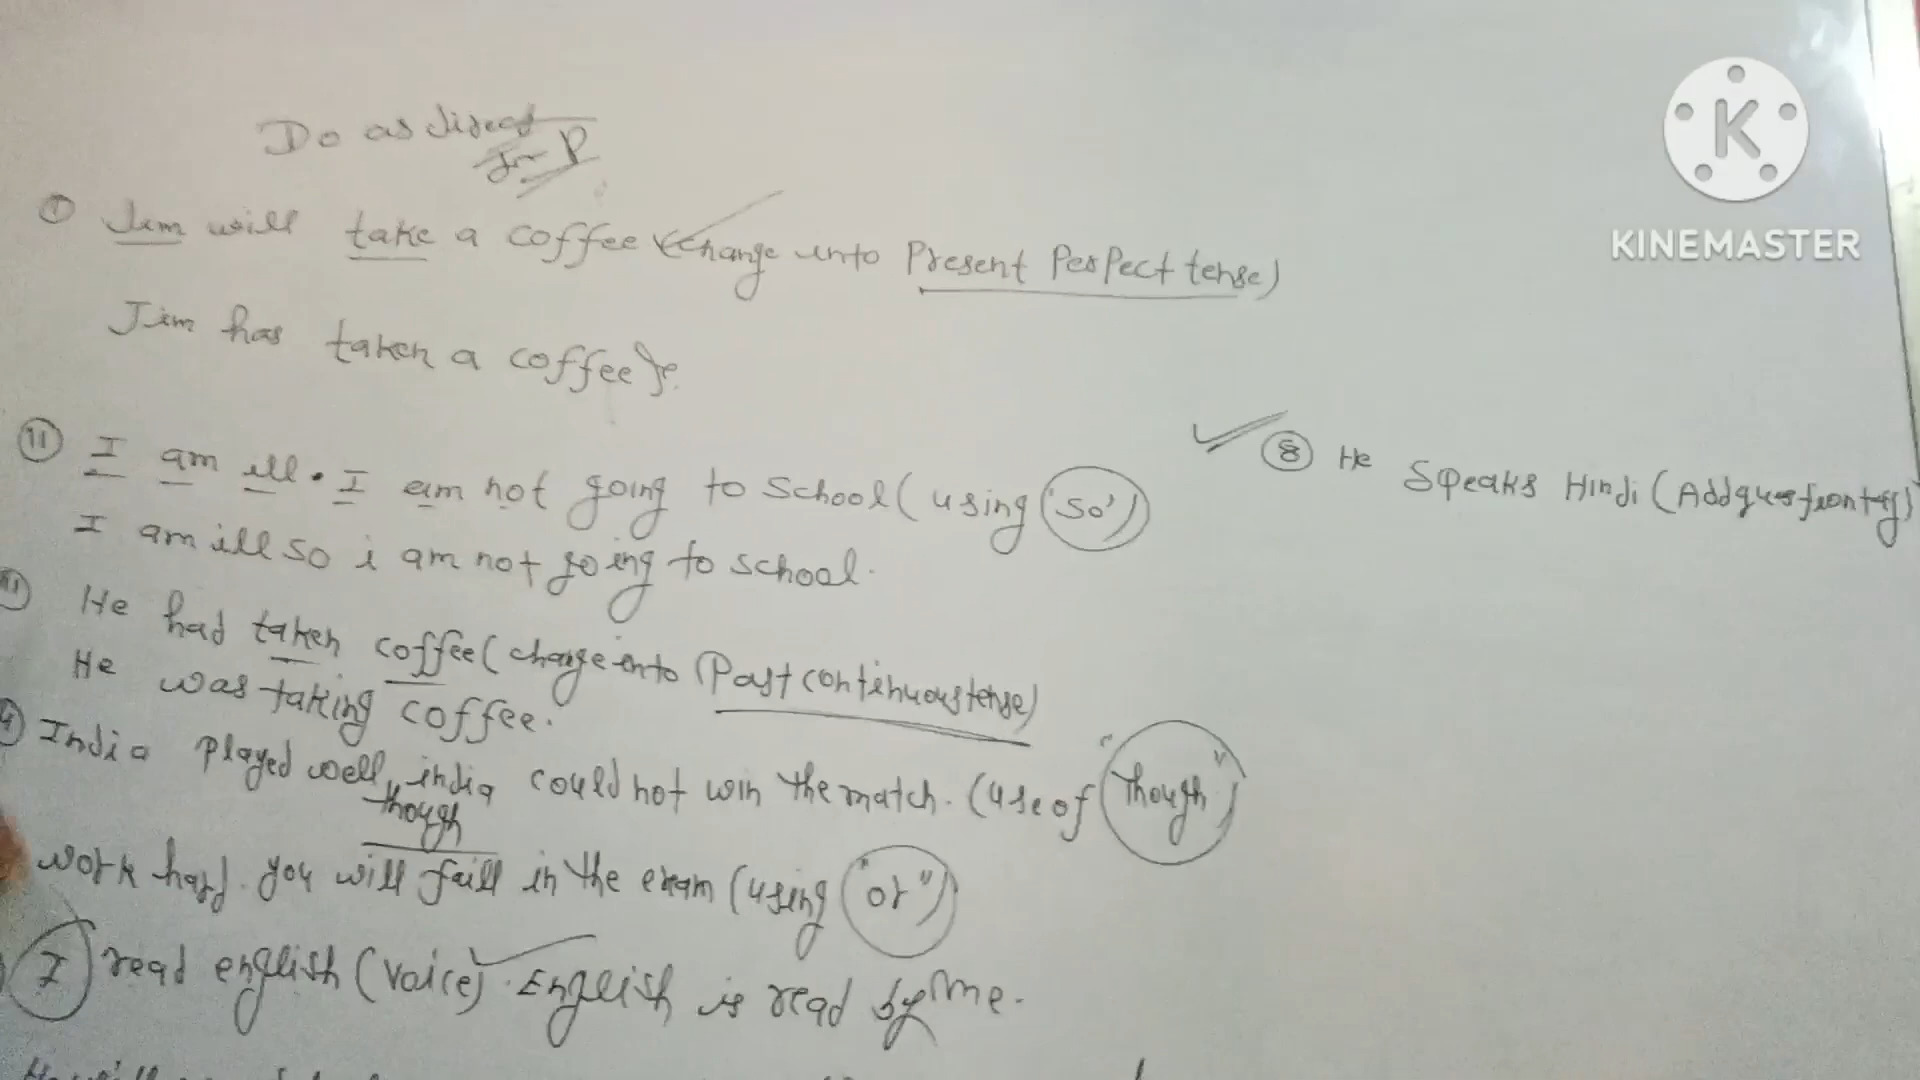 Do as direct
Imp
① Jim will take a coffee (change into Present Perpect tense)
Jim has taken a coffee
⑪ I am ill. I am not going to School (using 'So')
I am ill so i am not going to school.
He had taken coffee (change into Past continuous tense)
He was taking coffee.
India played well, india could not win the match. (use of "though")
though
work hard. you will faill in the exam (using "or")
I read english (voice) English is read by me.
⑧ He Speaks Hindi (Add question tag)
K
KINEMASTER